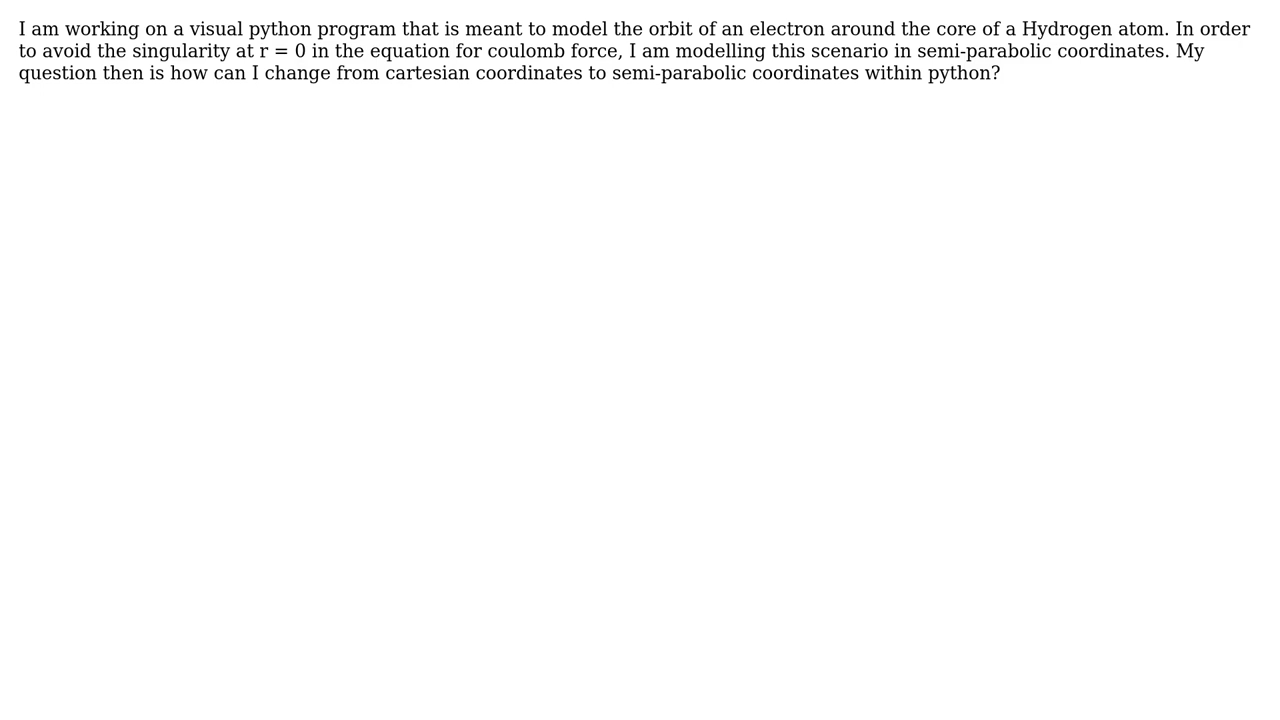 I am working on a visual python program that is meant to model the orbit of an electron around the core of a Hydrogen atom. In order
to avoid the singularity at r = 0 in the equation for coulomb force, I am modelling this scenario in semi-parabolic coordinates. My
question then is how can I change from cartesian coordinates to semi-parabolic coordinates within python?